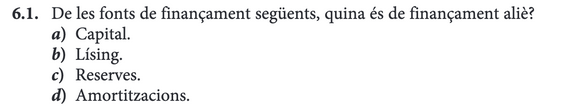 6.1. De les fonts de finançament següents, quina és de finançament aliè?
a) Capital.
b) Lísing.
c) Reserves.
d) Amortitzacions.